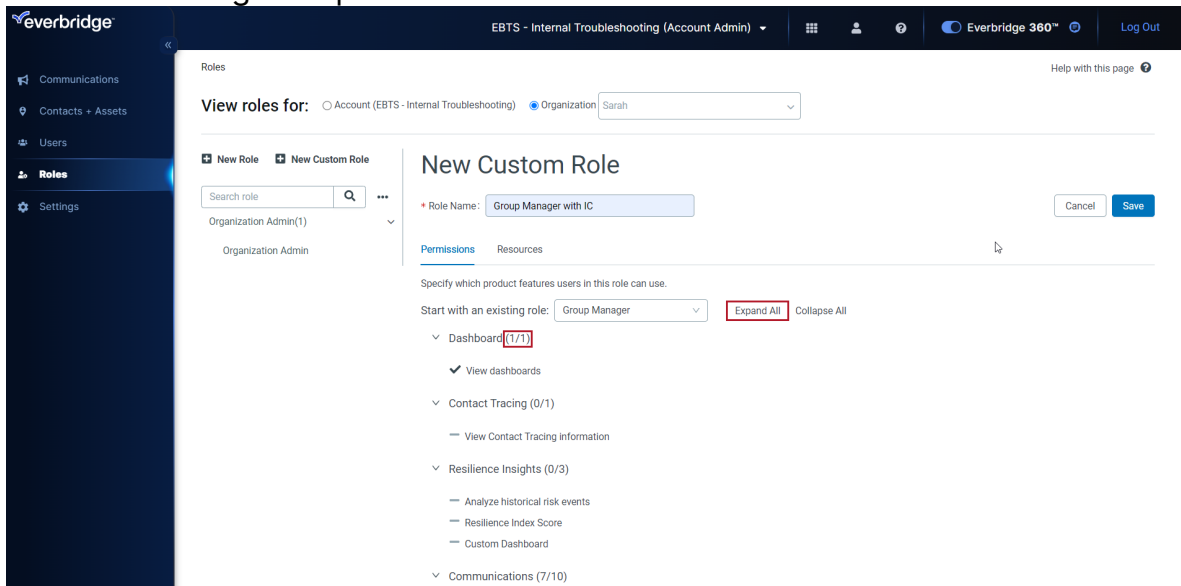 everbridge
EBTS - Internal Troubleshooting (Account Admin)
Everbridge 360™
Log Out
Communications
Contacts + Assets
Users
Roles
Settings
Roles
Help with this page
View roles for:
Account (EBTS - Internal Troubleshooting)
Organization
Sarah
New Role
New Custom Role
Search role
Organization Admin(1)
Organization Admin
New Custom Role
* Role Name:
Group Manager with IC
Cancel
Save
Permissions
Resources
Specify which product features users in this role can use.
Start with an existing role:
Group Manager
Expand All
Collapse All
Dashboard (1/1)
View dashboards
Contact Tracing (0/1)
View Contact Tracing information
Resilience Insights (0/3)
Analyze historical risk events
Resilience Index Score
Custom Dashboard
Communications (7/10)